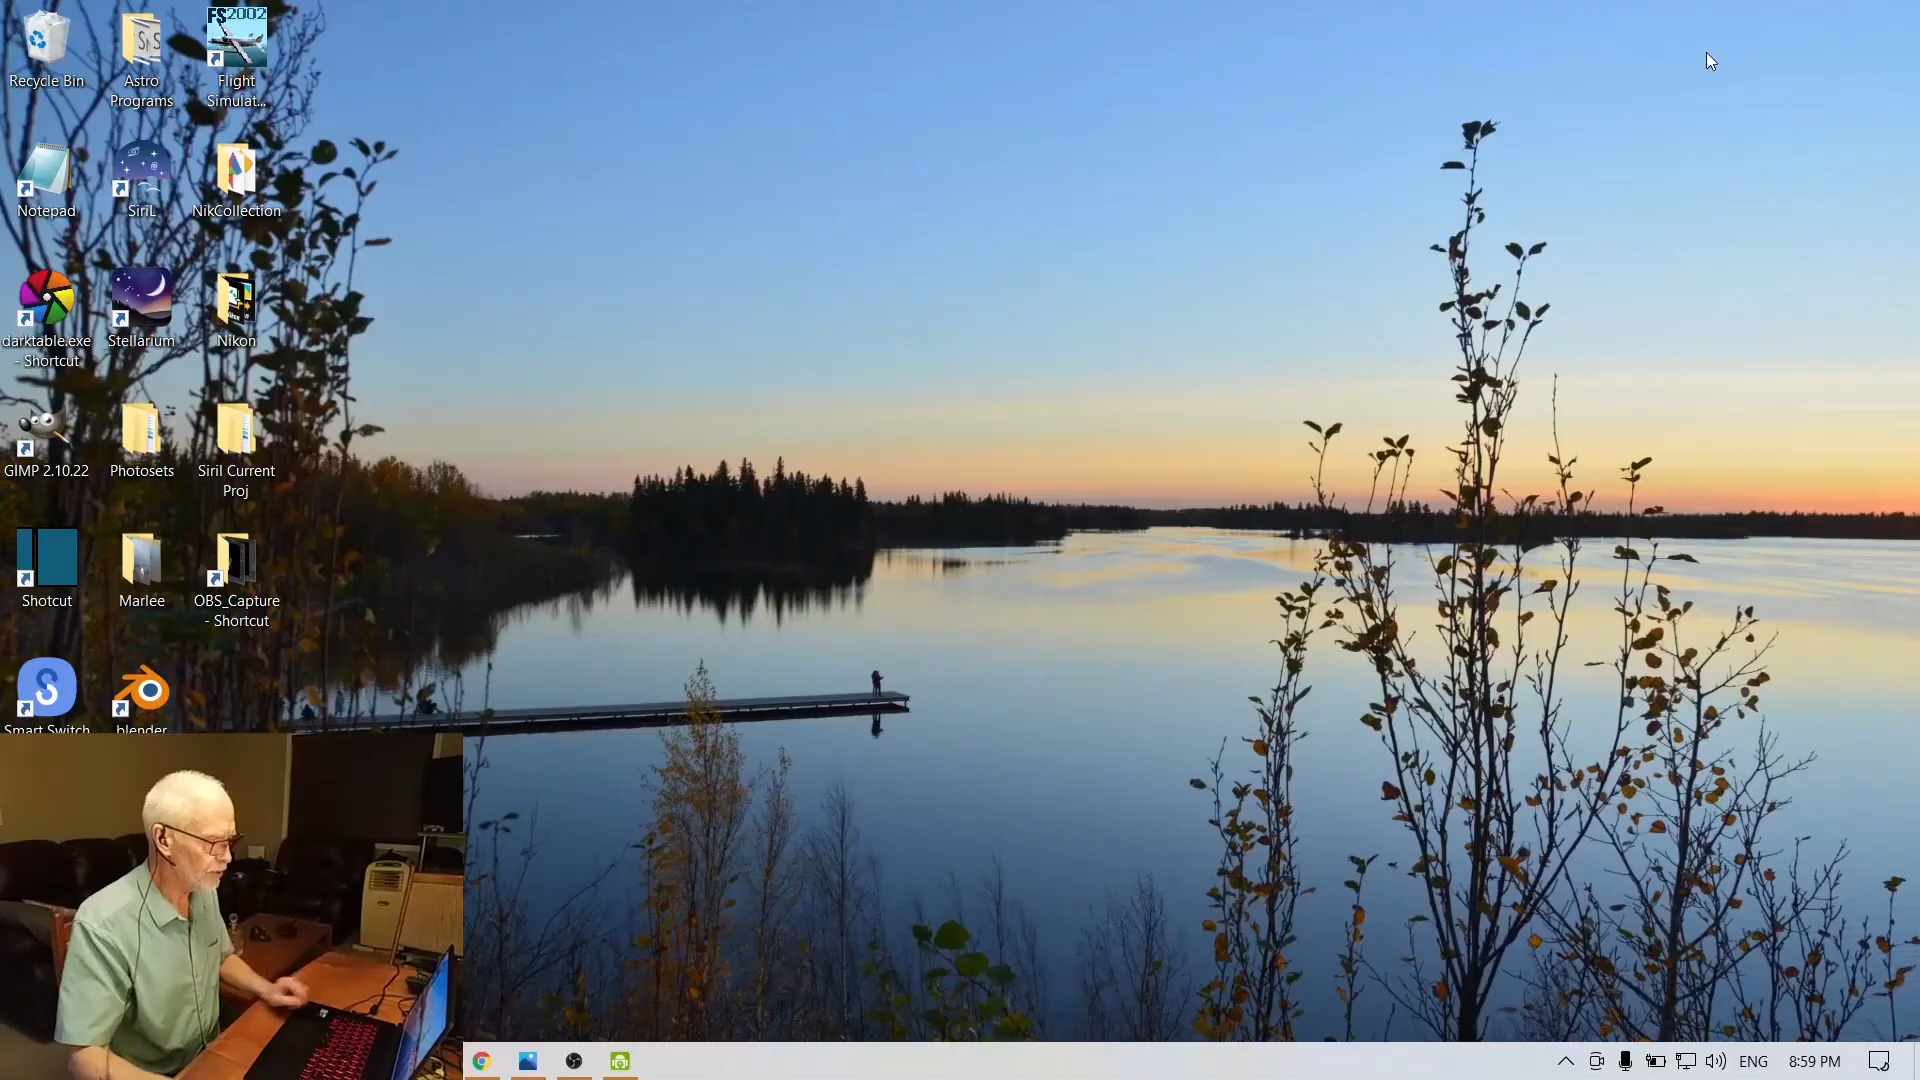 FS2002
Recycle Bin
Astro
Programs
Flight
Simulat...
Notepad
SiriL
NikCollection
darktable.exe
- Shortcut
Stellarium
Nikon
GIMP 2.10.22
Photosets
Siril Current
Proj
Shotcut
Marlee
OBS_Capture
- Shortcut
Smart Switch
blender
ENG
8:59 PM